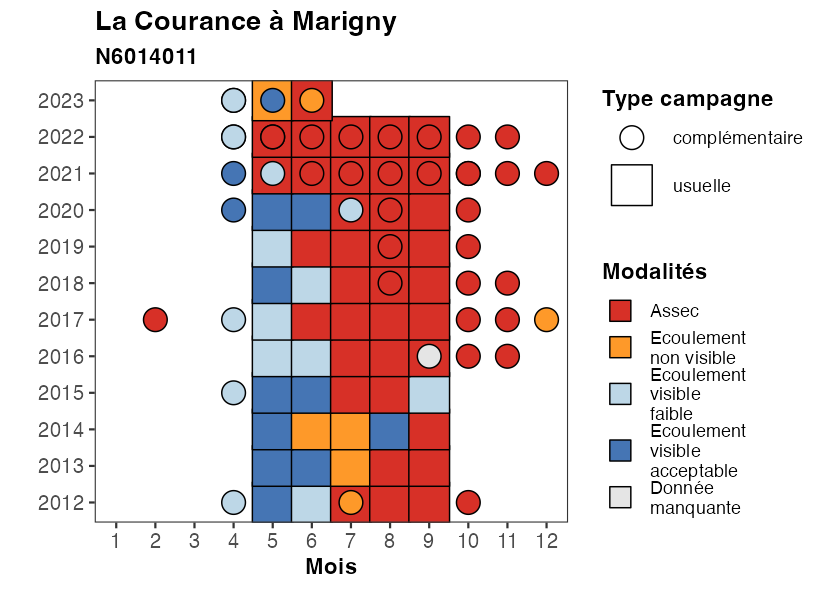 La Courance à Marigny
N6014011
2023
2022
2021
2020
2019
2018
2017
2016
2015
2014
2013
2012
1 2 3 4 5 6 7 8 9 10 11 12
Mois
Type campagne
complémentaire
usuelle
Modalités
Assec
Ecoulement
non visible
Ecoulement
visible
faible
Ecoulement
visible
acceptable
Donnée
manquante